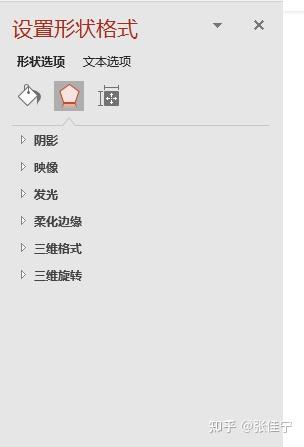 设置形状格式
形状选项 文本选项
阴影
映像
发光
柔化边缘
三维格式
三维旋转
知乎 @张佳宁